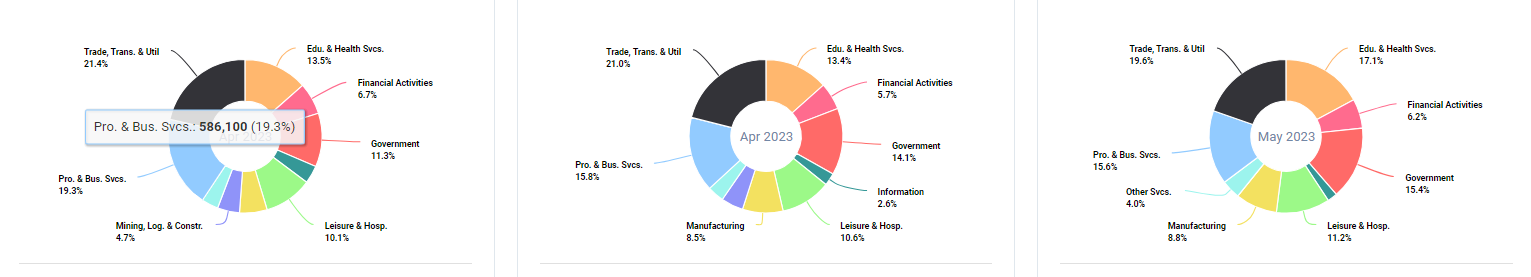 Trade, Trans. & Util
21.4%
Edu. & Health Svcs.
13.5%
Financial Activities
6.7%
Pro. & Bus. Svcs.: 586,100 (19.3%)
Apr 2023
Government
11.3%
Pro. & Bus. Svcs.
19.3%
Mining, Log. & Constr.
4.7%
Leisure & Hosp.
10.1%
Trade, Trans. & Util
21.0%
Edu. & Health Svcs.
13.4%
Financial Activities
5.7%
Apr 2023
Government
14.1%
Pro. & Bus. Svcs.
15.8%
Information
2.6%
Manufacturing
8.5%
Leisure & Hosp.
10.6%
Trade, Trans. & Util
19.6%
Edu. & Health Svcs.
17.1%
Financial Activities
6.2%
May 2023
Pro. & Bus. Svcs.
15.6%
Government
15.4%
Other Svcs.
4.0%
Manufacturing
8.8%
Leisure & Hosp.
11.2%